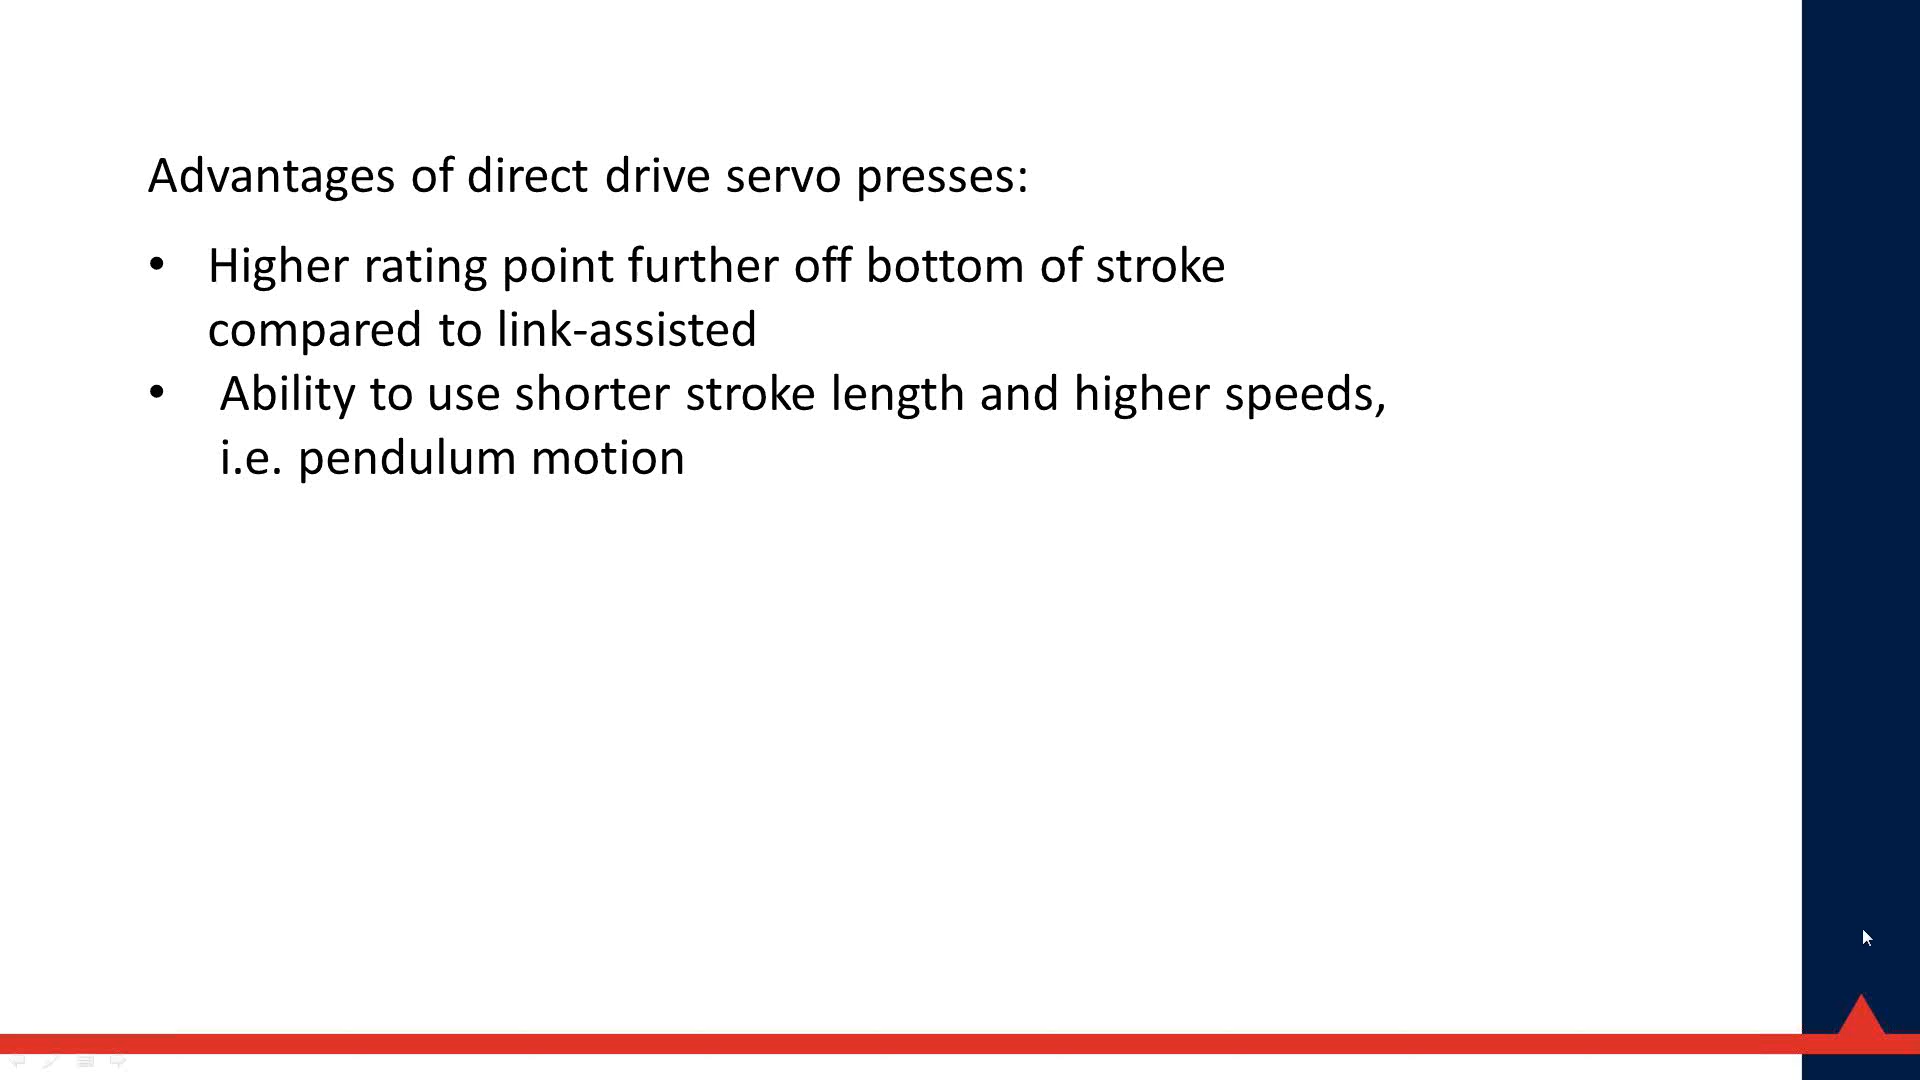 Advantages of direct drive servo presses:
• Higher rating point further off bottom of stroke
compared to link-assisted
• Ability to use shorter stroke length and higher speeds,
i.e. pendulum motion